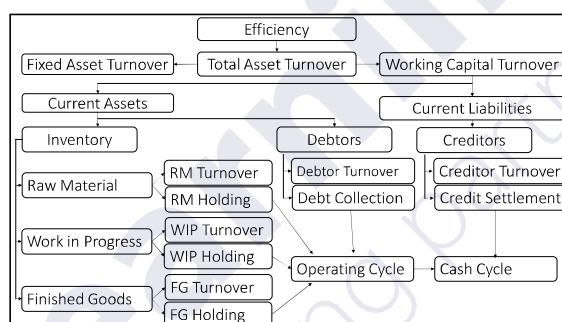 Efficiency
Fixed Asset Turnover
Total Asset Turnover
Working Capital Turnover
Current Assets
Current Liabilities
Inventory
Debtors
Creditors
Raw Material
RM Turnover
RM Holding
Debtor Turnover
Debt Collection
Creditor Turnover
Credit Settlement
Work in Progress
WIP Turnover
WIP Holding
Operating Cycle
Cash Cycle
Finished Goods
FG Turnover
FG Holding